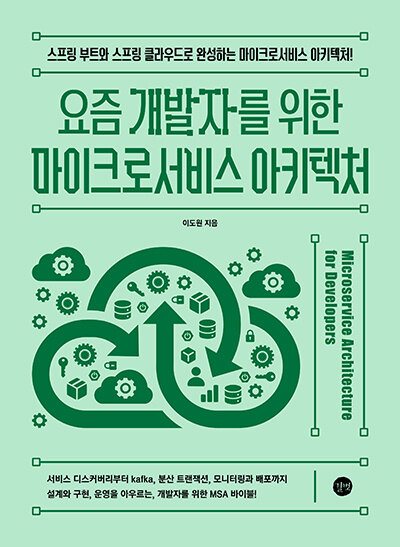 스프링 부트와 스프링 클라우드로 완성하는 마이크로서비스 아키텍처!
요즘 개발자를 위한
마이크로서비스 아키텍처
이도원 지음
Microservice Architecture
for Developers
서비스 디스커버리부터 kafka, 분산 트랜잭션, 모니터링과 배포까지
설계와 구현, 운영을 아우르는, 개발자를 위한 MSA 바이블!
길벗